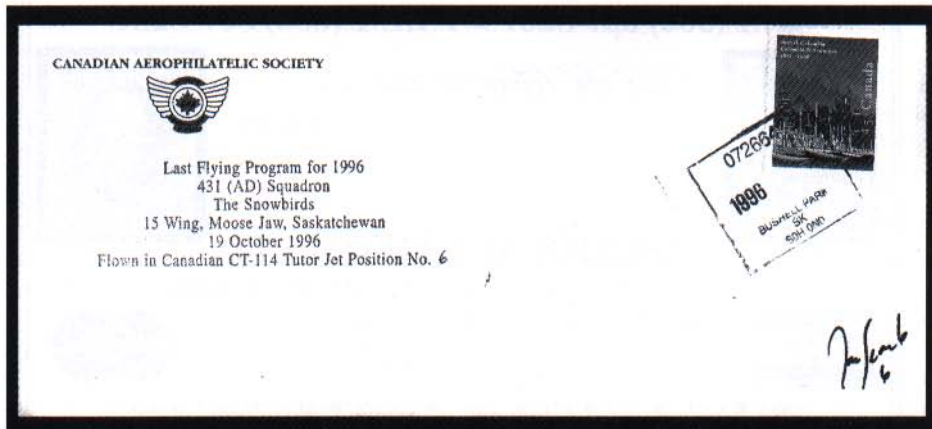 CANADIAN AEROPHILATELIC SOCIETY
Last Flying Program for 1996
431 (AD) Squadron
The Snowbirds
15 Wing, Moose Jaw, Saskatchewan
19 October 1996
Flown in Canadian CT-114 Tutor Jet Position No. 6
Canada
07266
1996
BUSHELL PARK
SK
S0H 0N0
6